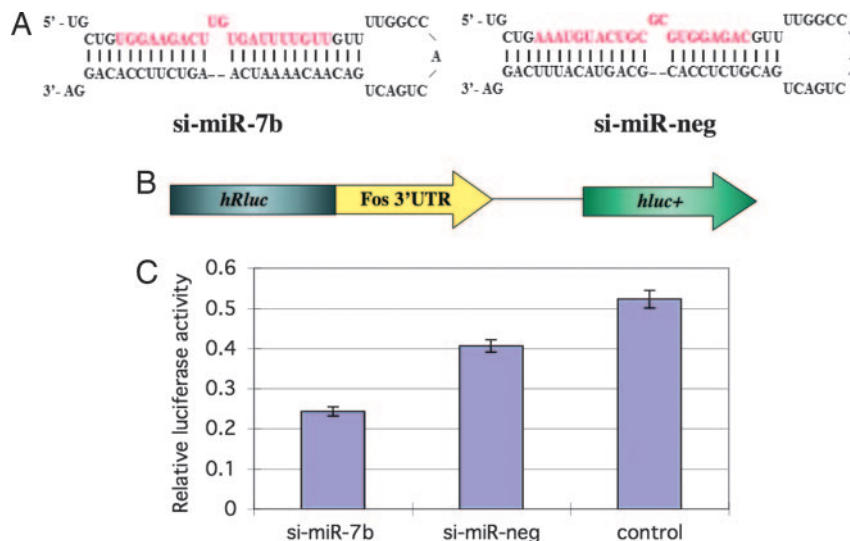 A
5' - UG UG UUGGCC
CUGUGGAAGACU UGAUUUUGUUGUU
A
GACACCUUCUGA--ACUAAAACAACAG
3'- AG UCAGUC
si-miR-7b
5' - UG GC UUGGCC
CUGAAAUGUACUGC GUGGAGACGUU
GACUUUACAUGACG--CACCUCUGCAG
3'- AG UCAGUC
si-miR-neg
B
hRluc Fos 3'UTR hluc+
C
Relative luciferase activity
0.6
0.5
0.4
0.3
0.2
0.1
0
si-miR-7b si-miR-neg control